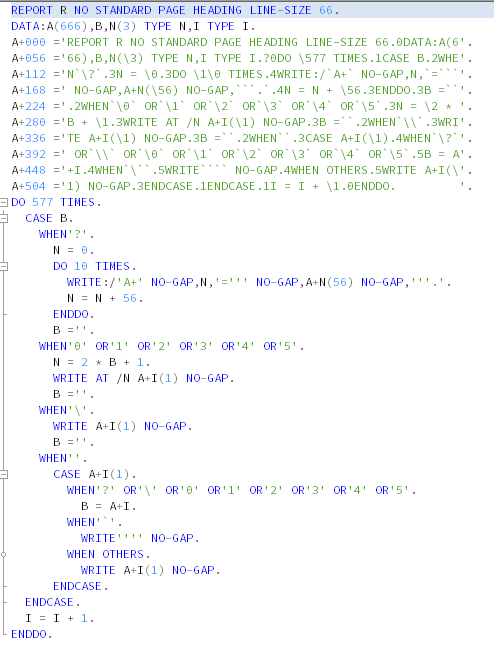 REPORT R NO STANDARD PAGE HEADING LINE-SIZE 66.
DATA:A(666),B,N(3) TYPE N,I TYPE I.
A+000 ='REPORT R NO STANDARD PAGE HEADING LINE-SIZE 66.0DATA:A(6'.
A+056 ='66),B,N(\3) TYPE N,I TYPE I.?0DO \577 TIMES.1CASE B.2WHE'.
A+112 ='N`\?`.3N = \0.3DO \1\0 TIMES.4WRITE:/`A+` NO-GAP,N,`=```'.
A+168 =' NO-GAP,A+N(\56) NO-GAP,```.`.4N = N + \56.3ENDDO.3B =``'.
A+224 ='.2WHEN`\0` OR`\1` OR`\2` OR`\3` OR`\4` OR`\5`.3N = \2 * '.
A+280 ='B + \1.3WRITE AT /N A+I(\1) NO-GAP.3B =``.2WHEN`\\`.3WRI'.
A+336 ='TE A+I(\1) NO-GAP.3B =``.2WHEN``.3CASE A+I(\1).4WHEN`\?`'.
A+392 =' OR`\\` OR`\0` OR`\1` OR`\2` OR`\3` OR`\4` OR`\5`.5B = A'.
A+448 ='+I.4WHEN`\``.5WRITE```` NO-GAP.4WHEN OTHERS.5WRITE A+I(\'.
A+504 ='1) NO-GAP.3ENDCASE.1ENDCASE.1I = I + \1.0ENDDO.         '.
DO 577 TIMES.
CASE B.
WHEN'?'.
N = 0.
DO 10 TIMES.
WRITE:/'A+' NO-GAP,N,'=''' NO-GAP,A+N(56) NO-GAP,'''.'.
N = N + 56.
ENDDO.
B =''.
WHEN'0' OR'1' OR'2' OR'3' OR'4' OR'5'.
N = 2 * B + 1.
WRITE AT /N A+I(1) NO-GAP.
B =''.
WHEN'\'.
WRITE A+I(1) NO-GAP.
B =''.
WHEN''.
CASE A+I(1).
WHEN'?' OR'\' OR'0' OR'1' OR'2' OR'3' OR'4' OR'5'.
B = A+I.
WHEN'`'.
WRITE'''' NO-GAP.
WHEN OTHERS.
WRITE A+I(1) NO-GAP.
ENDCASE.
ENDCASE.
I = I + 1.
ENDDO.